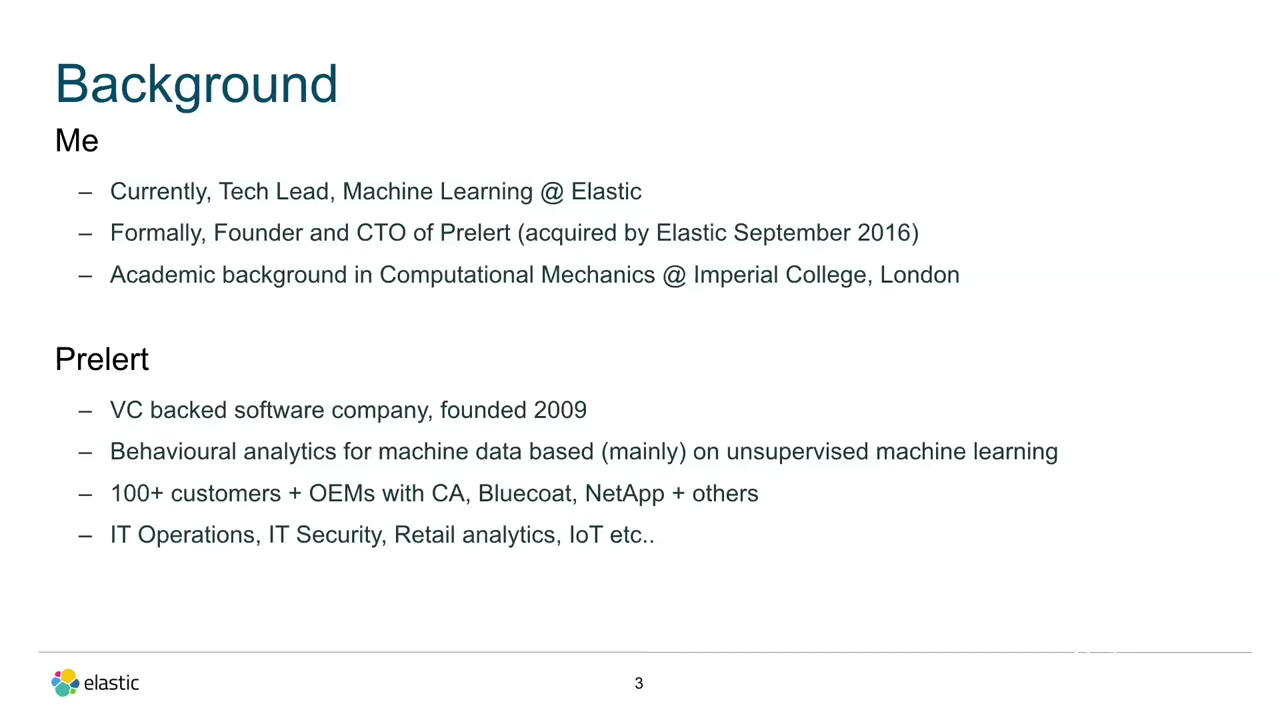 Background
Me
– Currently, Tech Lead, Machine Learning @ Elastic
– Formally, Founder and CTO of Prelert (acquired by Elastic September 2016)
– Academic background in Computational Mechanics @ Imperial College, London
Prelert
– VC backed software company, founded 2009
– Behavioural analytics for machine data based (mainly) on unsupervised machine learning
– 100+ customers + OEMs with CA, Bluecoat, NetApp + others
– IT Operations, IT Security, Retail analytics, IoT etc..
elastic
3